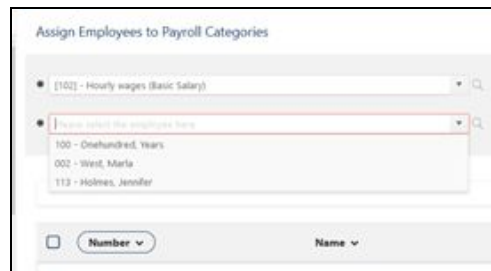 Assign Employees to Payroll Categories
[102] - Hourly wages (Basic Salary)
Please select the employee here
100 - Onehundred, Years
002 - West, Marla
113 - Holmes, Jennifer
Number
Name